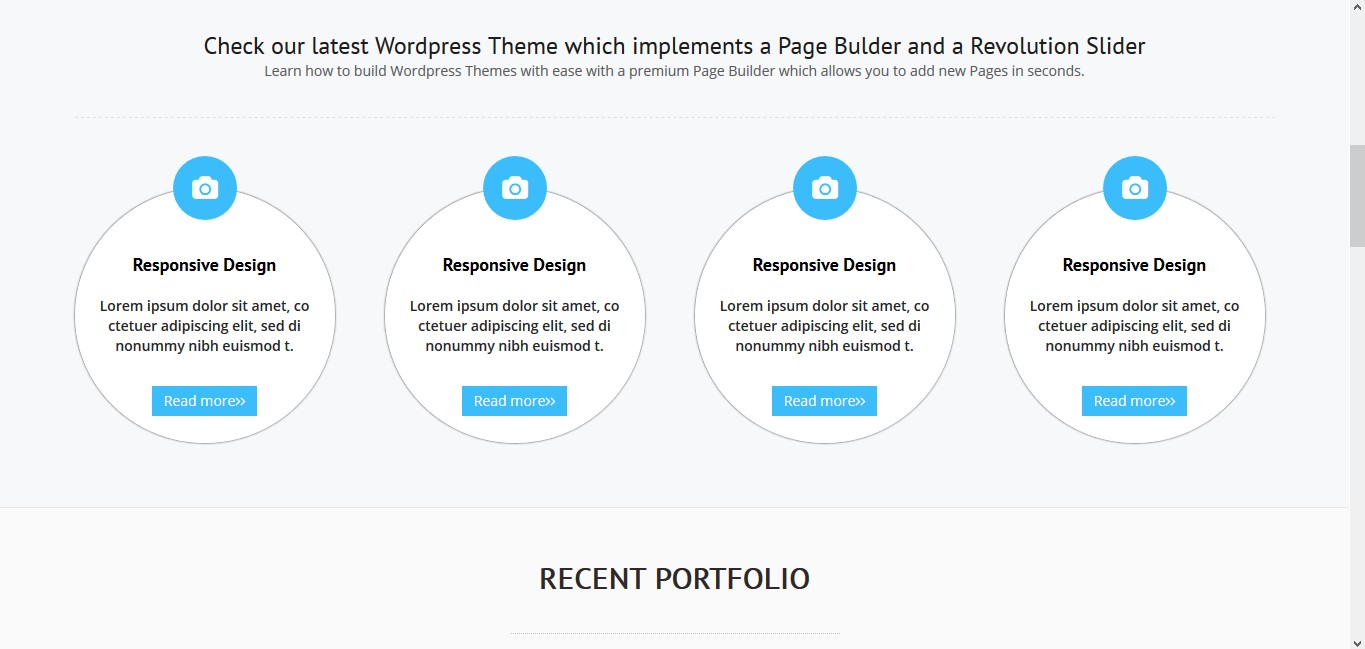 Check our latest Wordpress Theme which implements a Page Bulder and a Revolution Slider
Learn how to build Wordpress Themes with ease with a premium Page Builder which allows you to add new Pages in seconds.
Responsive Design
Lorem ipsum dolor sit amet, co
ctetuer adipiscing elit, sed di
nonummy nibh euismod t.
Read more»
Responsive Design
Lorem ipsum dolor sit amet, co
ctetuer adipiscing elit, sed di
nonummy nibh euismod t.
Read more»
Responsive Design
Lorem ipsum dolor sit amet, co
ctetuer adipiscing elit, sed di
nonummy nibh euismod t.
Read more»
Responsive Design
Lorem ipsum dolor sit amet, co
ctetuer adipiscing elit, sed di
nonummy nibh euismod t.
Read more»
RECENT PORTFOLIO